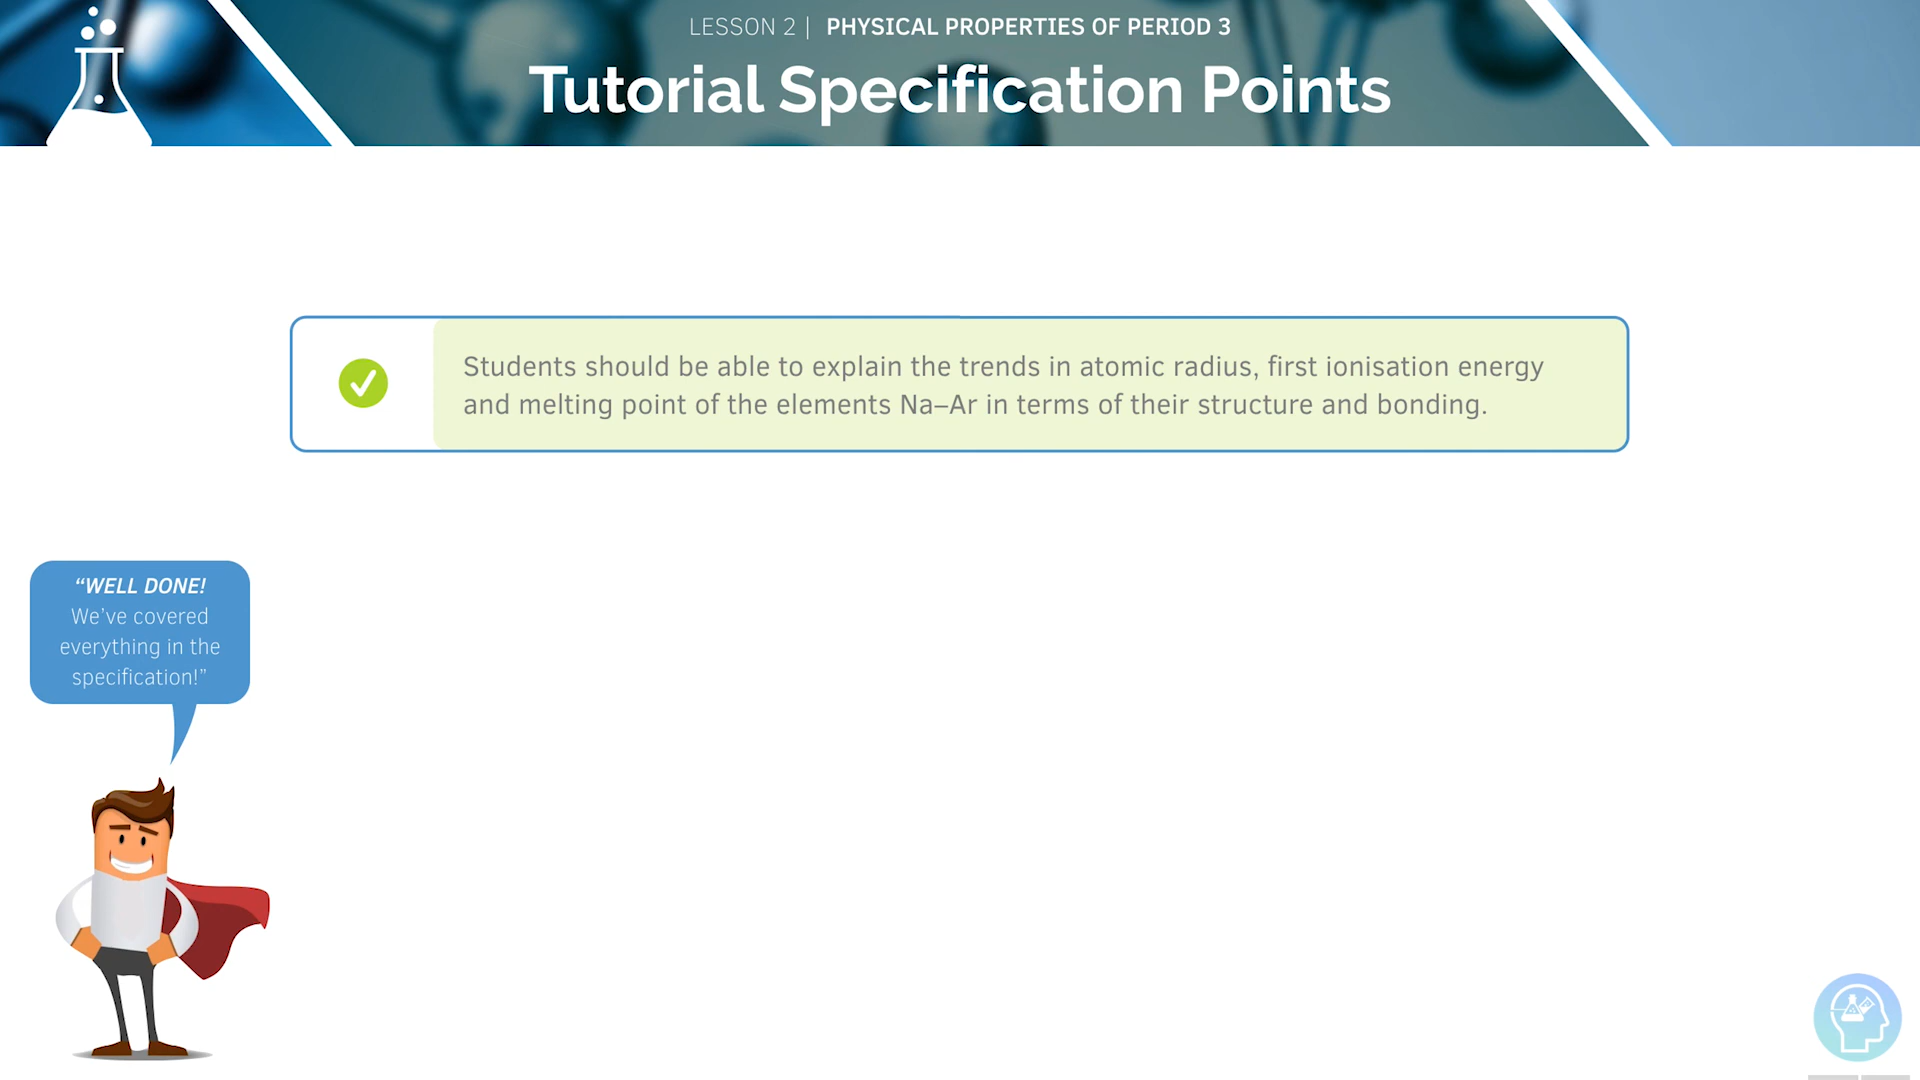 LESSON 2 | PHYSICAL PROPERTIES OF PERIOD 3
Tutorial Specification Points
Students should be able to explain the trends in atomic radius, first ionisation energy
and melting point of the elements Na–Ar in terms of their structure and bonding.
“WELL DONE!
We’ve covered
everything in the
specification!”